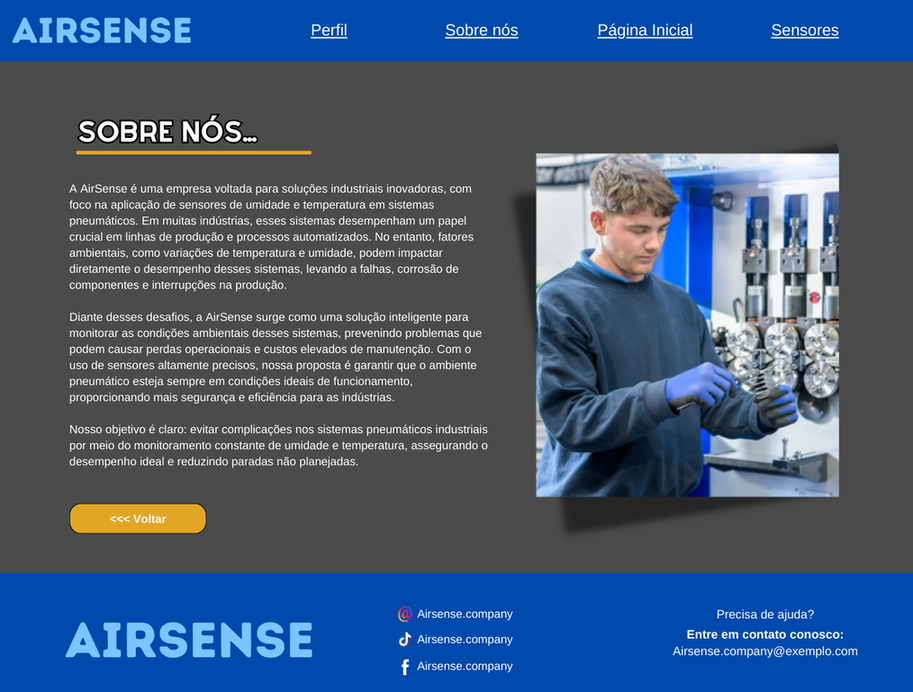 AIRSENSE
Perfil
Sobre nós
Página Inicial
Sensores
SOBRE NÓS...
A AirSense é uma empresa voltada para soluções industriais inovadoras, com
foco na aplicação de sensores de umidade e temperatura em sistemas
pneumáticos. Em muitas indústrias, esses sistemas desempenham um papel
crucial em linhas de produção e processos automatizados. No entanto, fatores
ambientais, como variações de temperatura e umidade, podem impactar
diretamente o desempenho desses sistemas, levando a falhas, corrosão de
componentes e interrupções na produção.
Diante desses desafios, a AirSense surge como uma solução inteligente para
monitorar as condições ambientais desses sistemas, prevenindo problemas que
podem causar perdas operacionais e custos elevados de manutenção. Com o
uso de sensores altamente precisos, nossa proposta é garantir que o ambiente
pneumático esteja sempre em condições ideais de funcionamento,
proporcionando mais segurança e eficiência para as indústrias.
Nosso objetivo é claro: evitar complicações nos sistemas pneumáticos industriais
por meio do monitoramento constante de umidade e temperatura, assegurando o
desempenho ideal e reduzindo paradas não planejadas.
<<< Voltar
AIRSENSE
Airsense.company
Airsense.company
Airsense.company
Precisa de ajuda?
Entre em contato conosco:
Airsense.company@exemplo.com